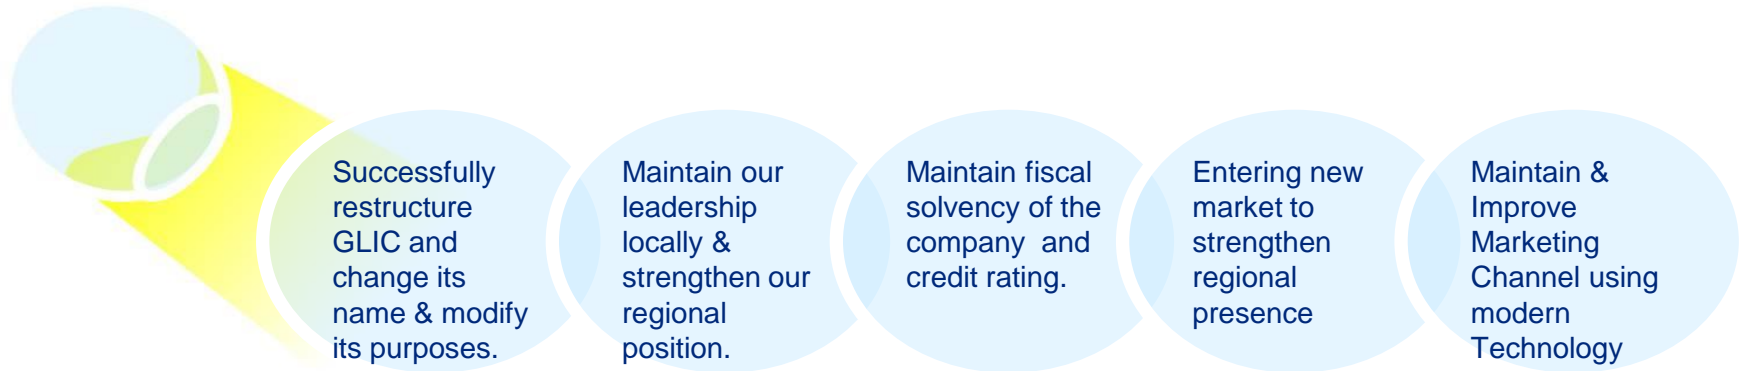 Successfully
restructure
GLIC and
change its
name & modify
its purposes.
Maintain our
leadership
locally &
strengthen our
regional
position.
Maintain fiscal
solvency of the
company and
credit rating.
Entering new
market to
strengthen
regional
presence
Maintain &
Improve
Marketing
Channel using
modern
Technology